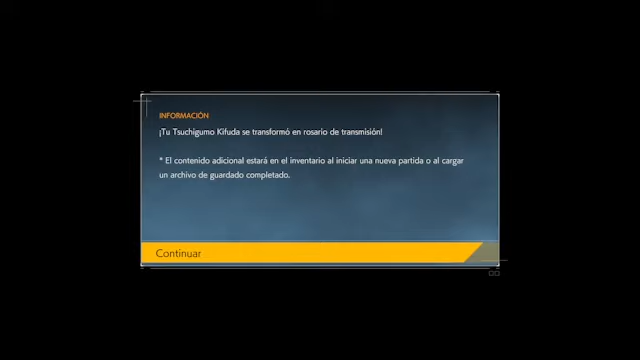 INFORMACIÓN
¡Tu Tsuchigumo Kifuda se transformó en rosario de transmisión!
* El contenido adicional estará en el inventario al iniciar una nueva partida o al cargar
un archivo de guardado completado.
Continuar